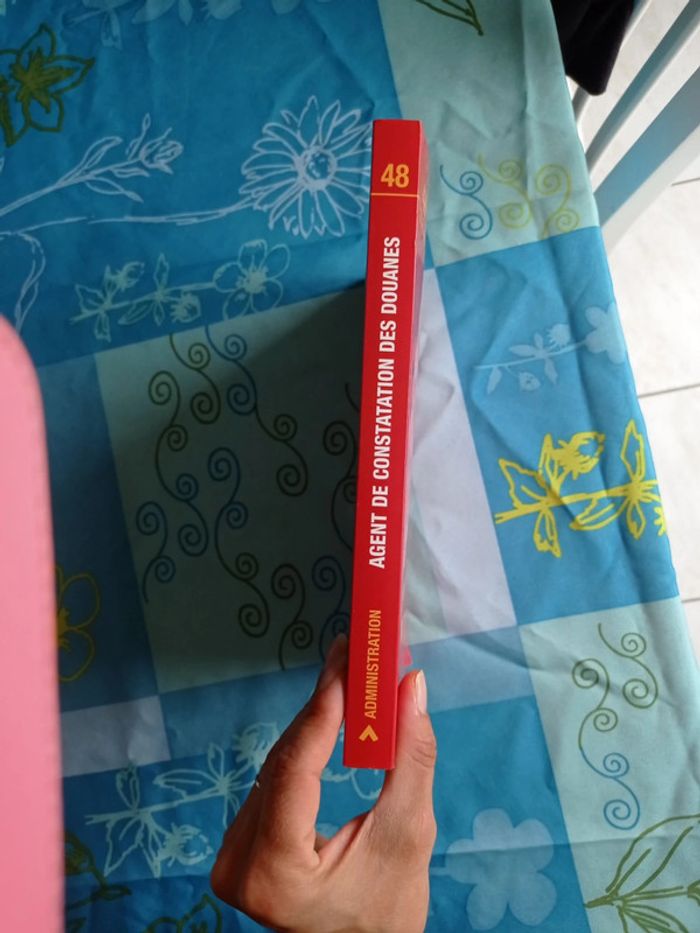 48
AGENT DE CONSTATATION DES DOUANES
ADMINISTRATION